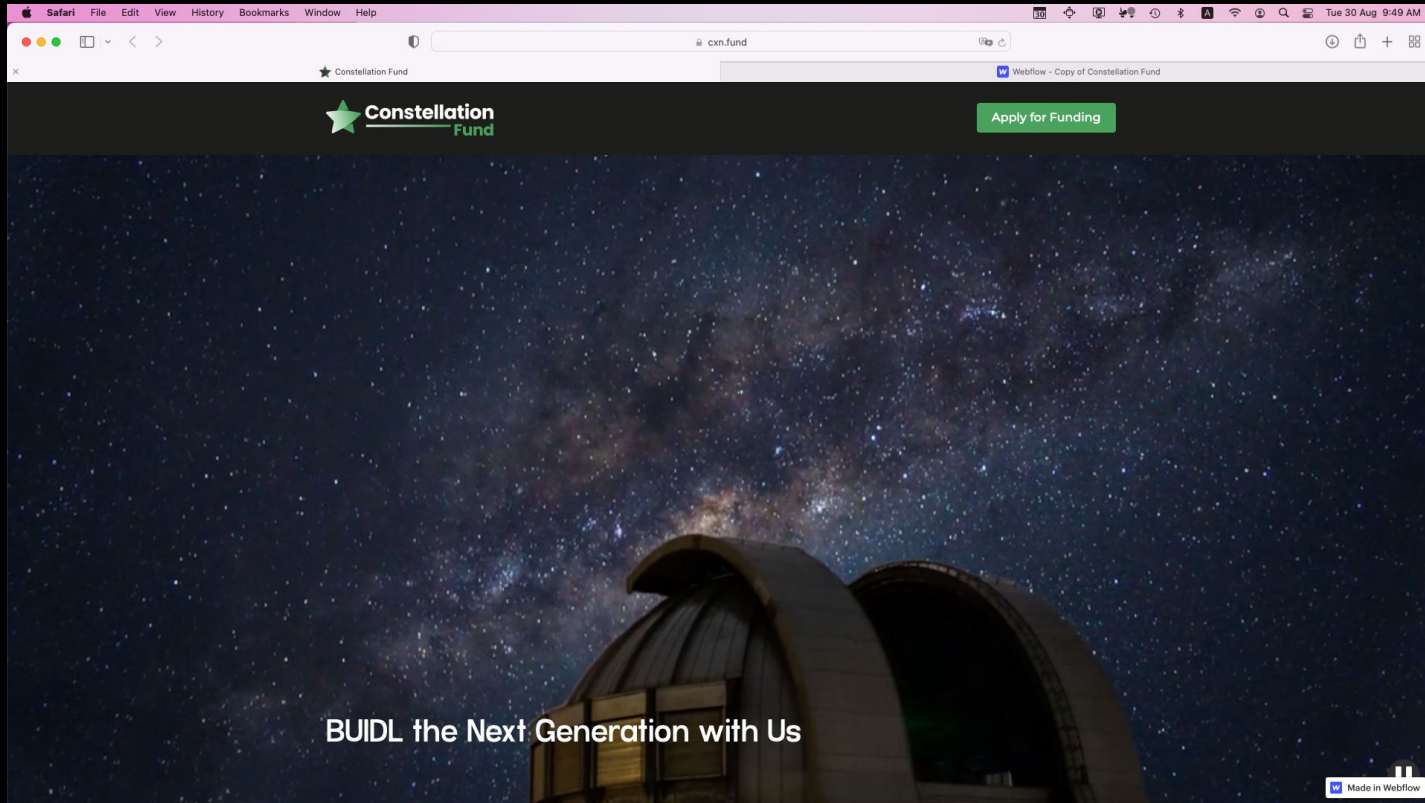 Safari File Edit View History Bookmarks Window Help
30 A Tue 30 Aug 9:49 AM
cxn.fund
Constellation Fund
W Webflow - Copy of Constellation Fund
Constellation
Fund
Apply for Funding
BUIDL the Next Generation with Us
W Made in Webflow